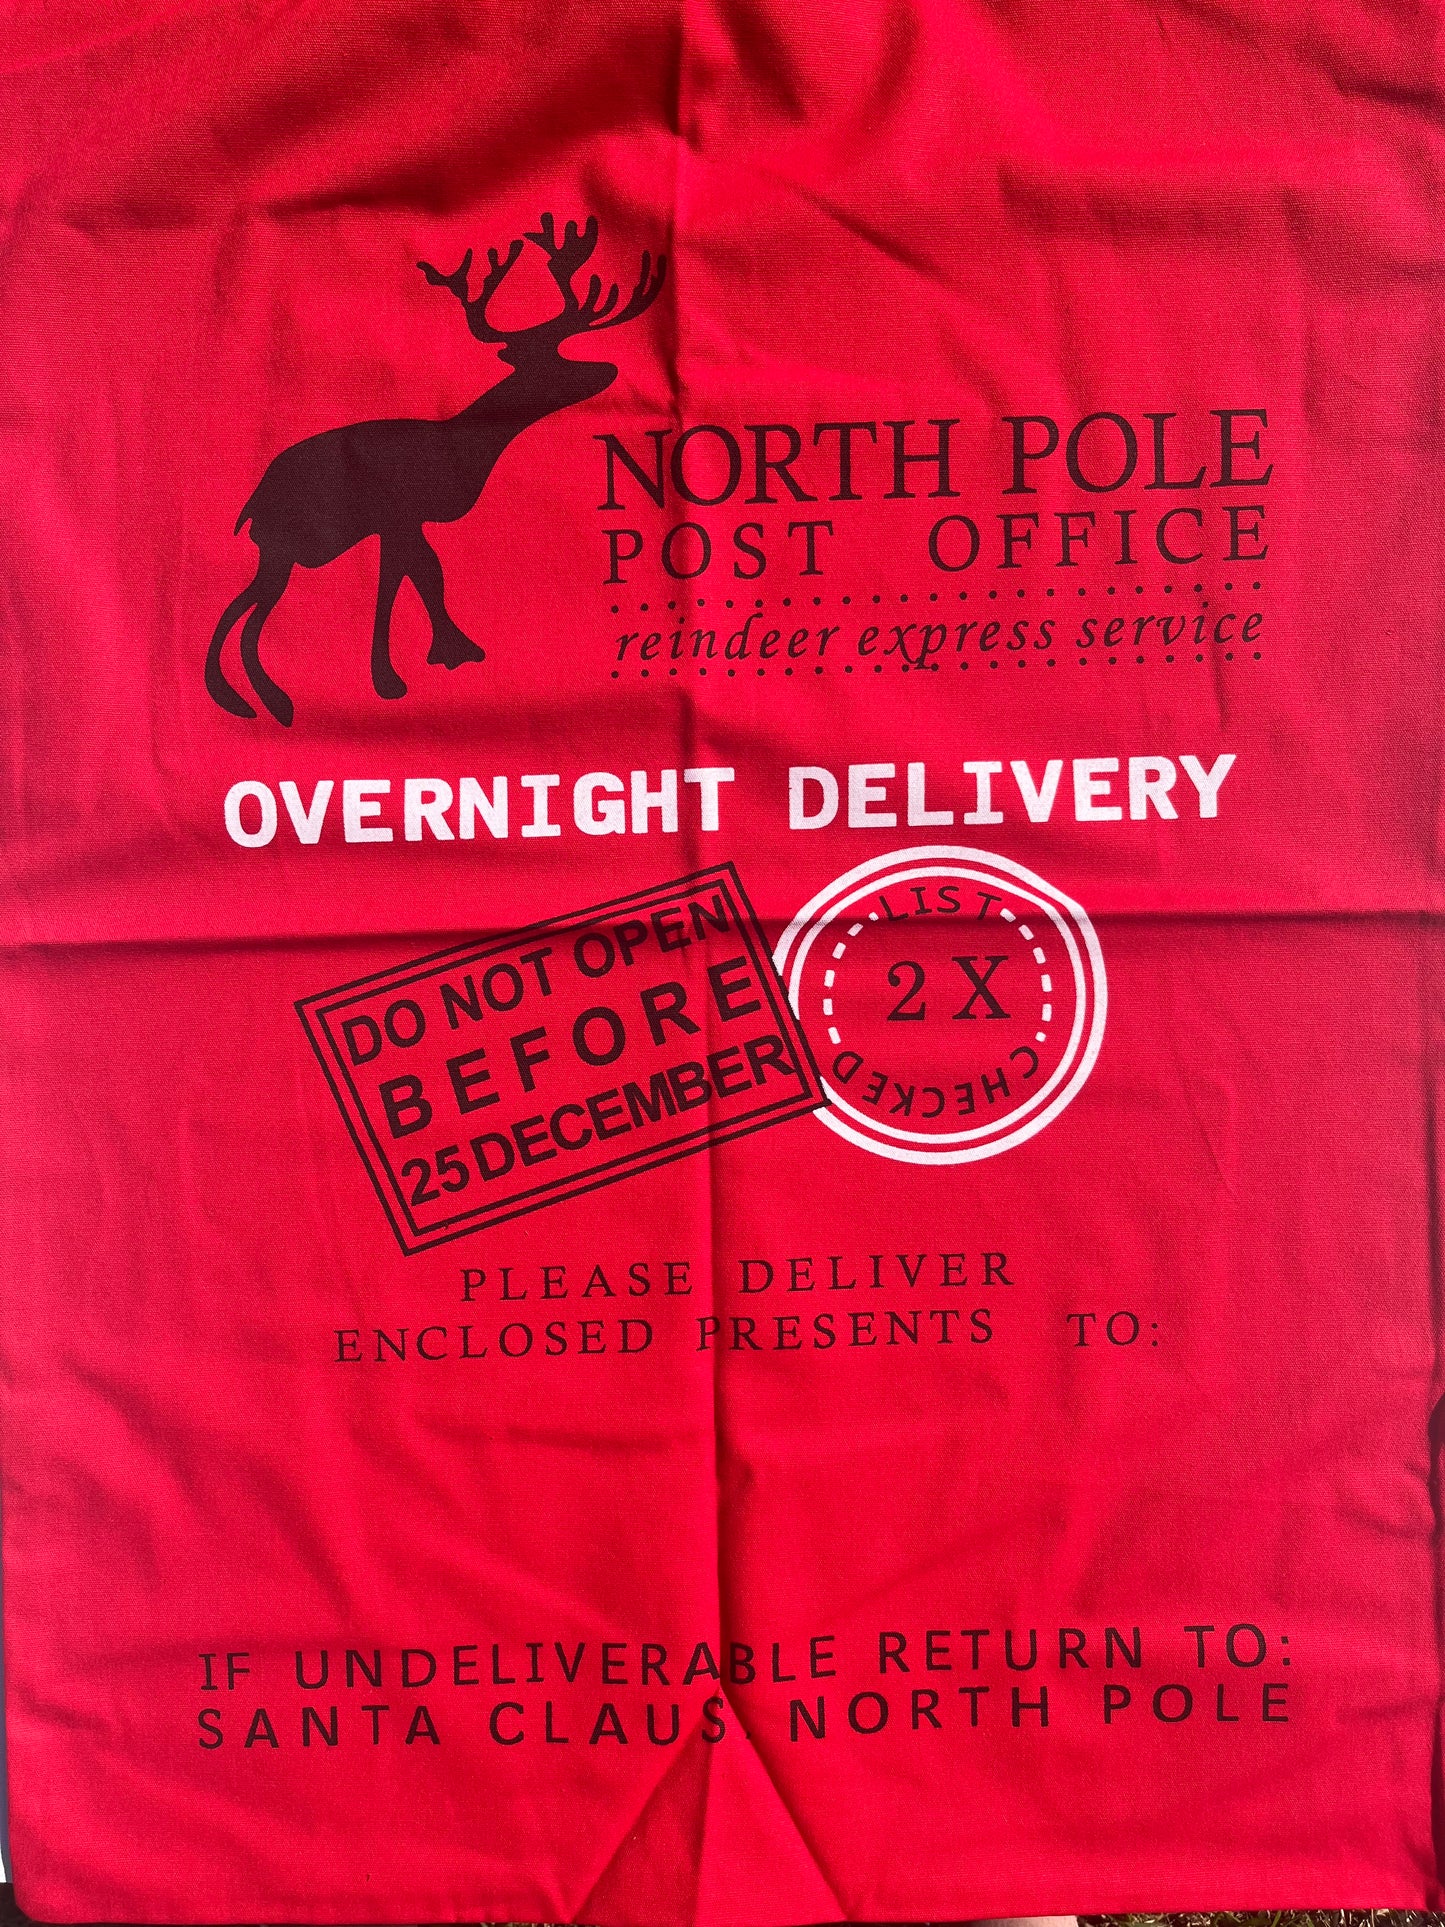 NORTH POLE
POST OFFICE
reindeer express service
OVERNIGHT DELIVERY
DO NOT OPEN
BEFORE
25 DECEMBER
LIST
2 X
CHECKED
PLEASE DELIVER
ENCLOSED PRESENTS TO:
IF UNDELIVERABLE RETURN TO:
SANTA CLAUS, NORTH POLE